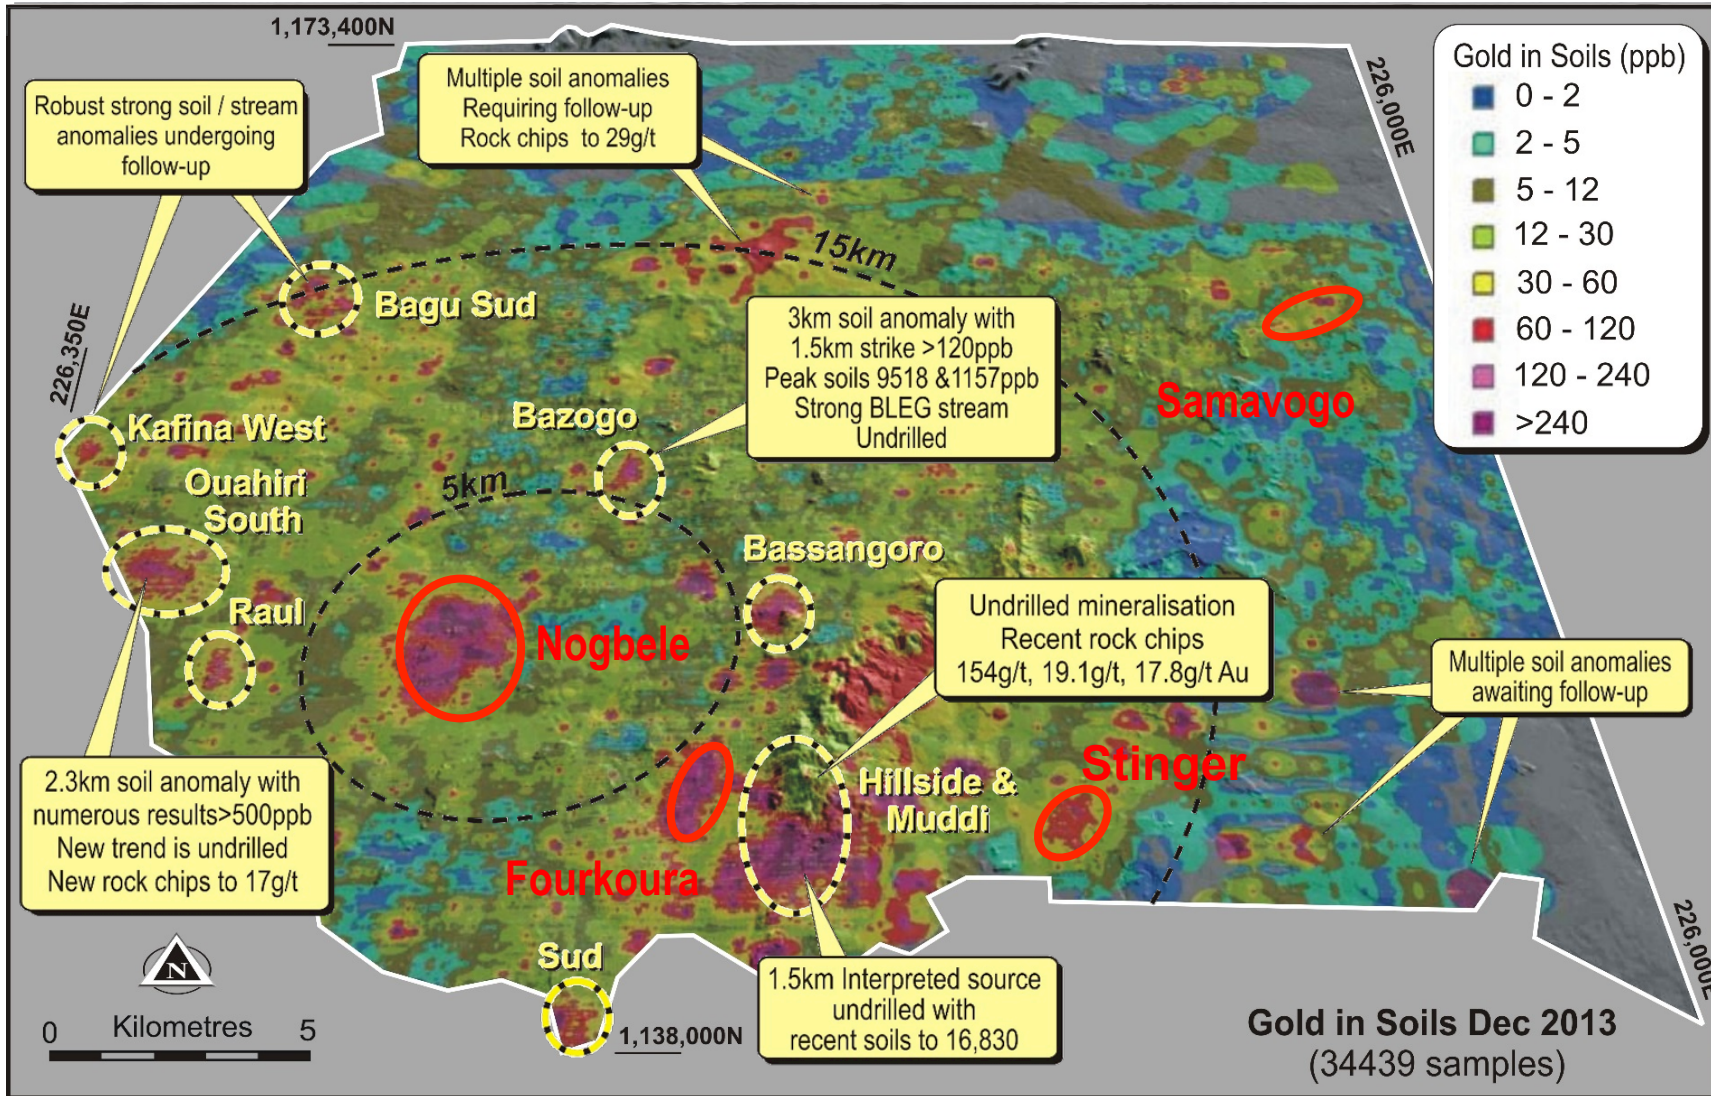 1,173,400N
Robust strong soil / stream
anomalies undergoing
follow-up
Multiple soil anomalies
Requiring follow-up
Rock chips to 29g/t
226,000E
Gold in Soils (ppb)
0 - 2
2 - 5
5 - 12
12 - 30
30 - 60
60 - 120
120 - 240
>240
15km
Bagu Sud
226,350E
3km soil anomaly with
1.5km strike >120ppb
Peak soils 9518 &1157ppb
Strong BLEG stream
Undrilled
Samavogo
Kafina West
Bazogo
Ouahiri
South
5km
Bassangoro
Raul
Nogbele
Undrilled mineralisation
Recent rock chips
154g/t, 19.1g/t, 17.8g/t Au
Multiple soil anomalies
awaiting follow-up
2.3km soil anomaly with
numerous results>500ppb
New trend is undrilled
New rock chips to 17g/t
Stinger
Hillside &
Muddi
Fourkoura
Sud
1.5km Interpreted source
undrilled with
recent soils to 16,830
226,000E
N
0 Kilometres 5
1,138,000N
Gold in Soils Dec 2013
(34439 samples)